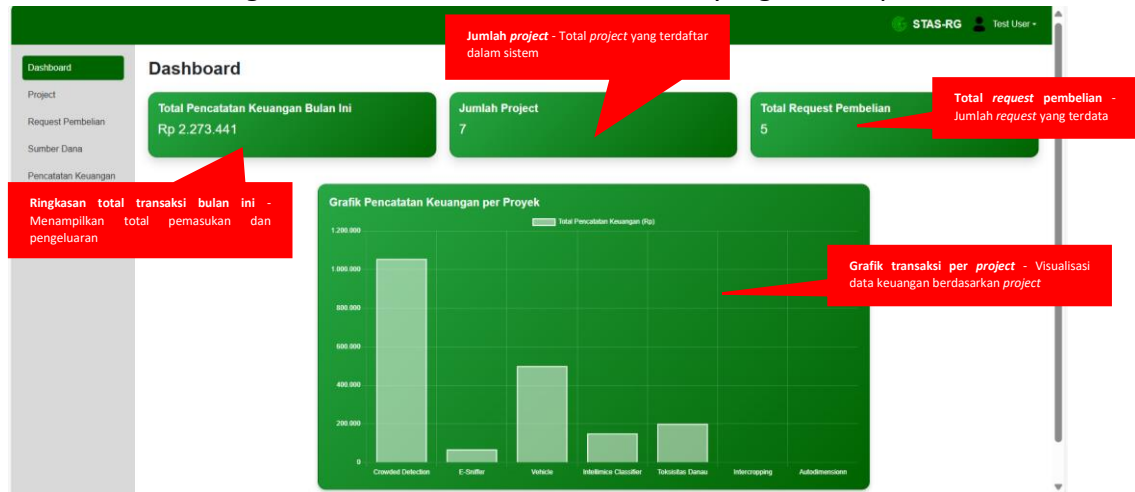 STAS-RG
Test User
Jumlah project - Total project yang terdaftar
dalam sistem
Dashboard
Project
Request Pembelian
Sumber Dana
Pencatatan Keuangan
Dashboard
Total Pencatatan Keuangan Bulan Ini
Rp 2.273.441
Jumlah Project
7
Total Request Pembelian
5
Total request pembelian -
Jumlah request yang terdata
Ringkasan total transaksi bulan ini -
Menampilkan total pemasukan dan
pengeluaran
Grafik Pencatatan Keuangan per Proyek
Total Pencatatan Keuangan (Rp)
1.200.000
1.000.000
800.000
600.000
400.000
200.000
0
Crowded Detection
E-Sniffer
Vehicle
Intellimice Classifier
Toksisitas Danau
Intercropping
Autodimensionn
Grafik transaksi per project - Visualisasi
data keuangan berdasarkan project